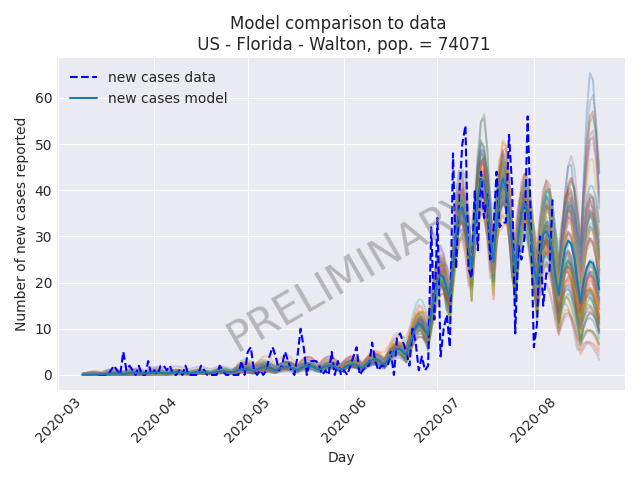 Model comparison to data
US - Florida - Walton, pop. = 74071
new cases data
new cases model
Number of new cases reported
60
50
40
30
20
10
0
PRELIMINARY
2020-03
2020-04
2020-05
2020-06
2020-07
2020-08
Day